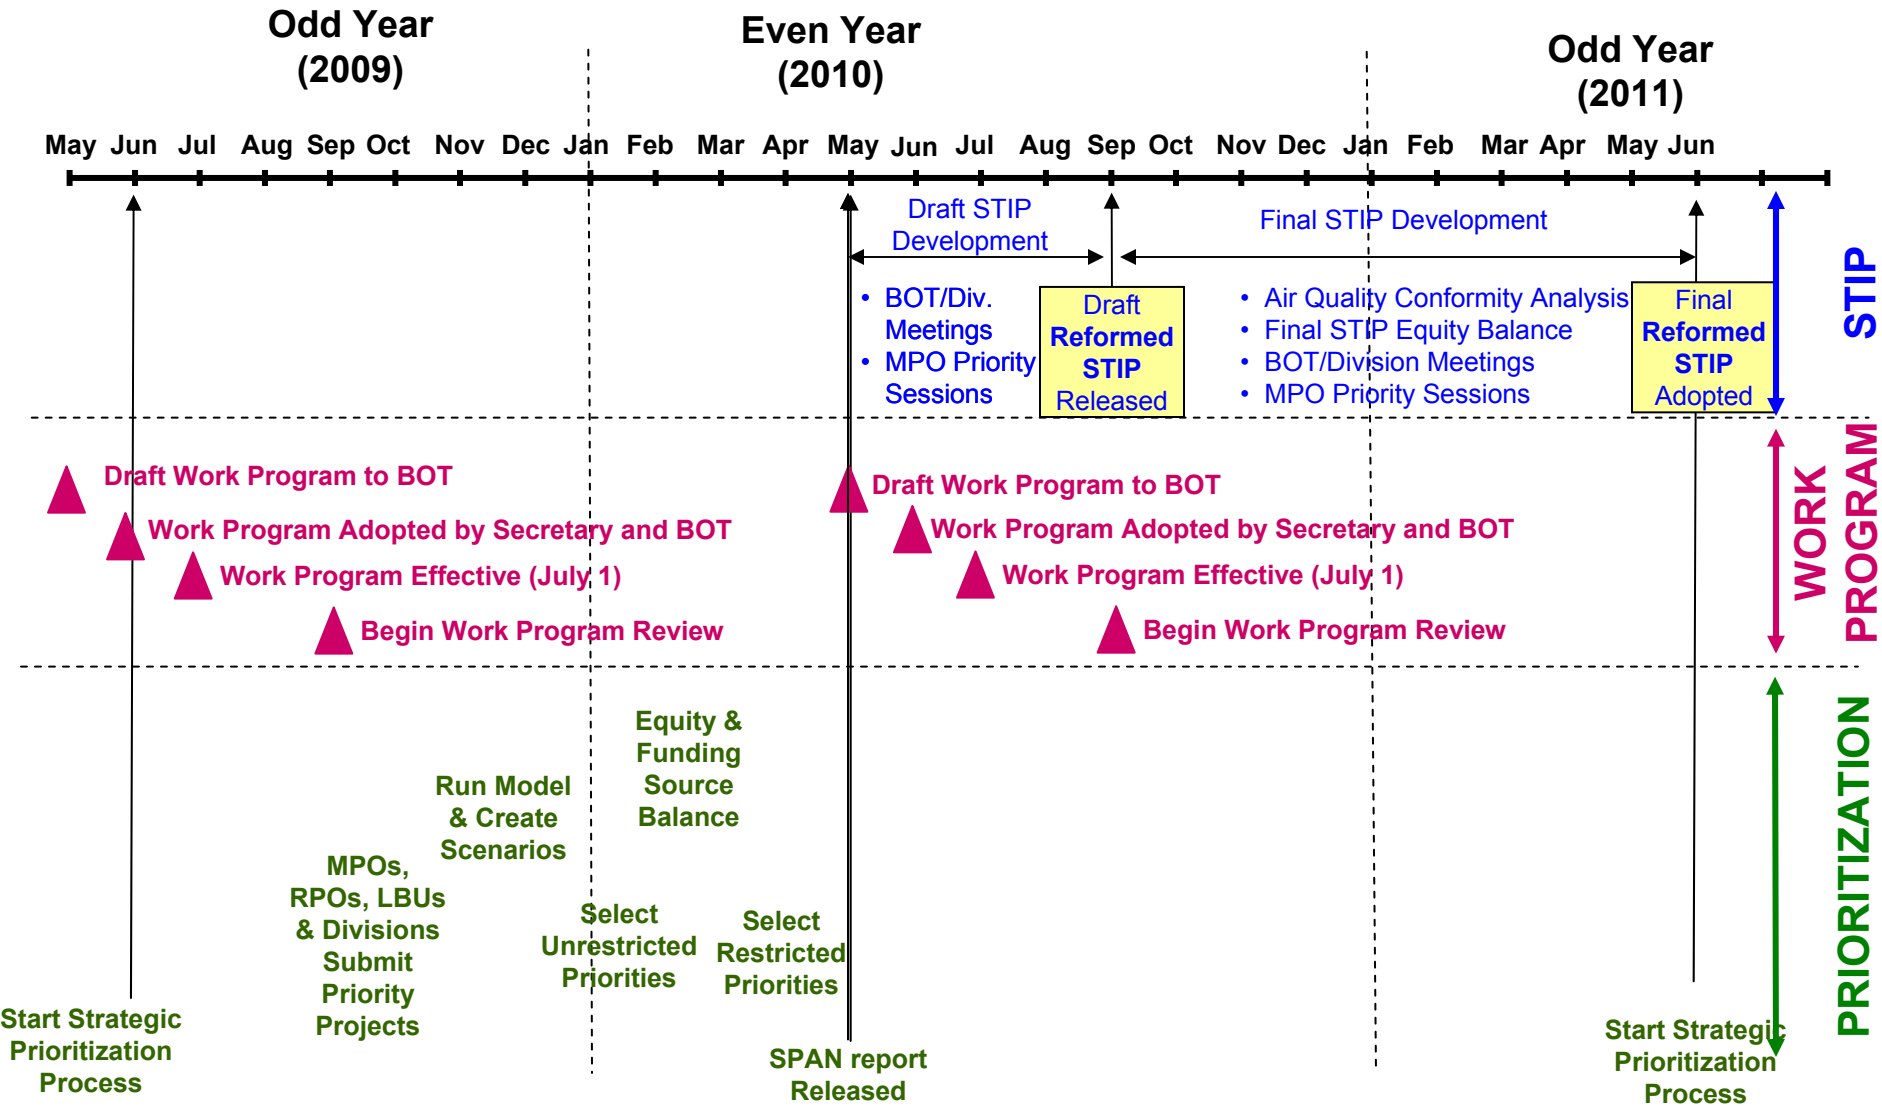 Odd Year
(2009)
Even Year
(2010)
Odd Year
(2011)
May Jun Jul Aug Sep Oct Nov Dec Jan Feb Mar Apr May Jun Jul Aug Sep Oct Nov Dec Jan Feb Mar Apr May Jun
Draft STIP
Development
Final STIP Development
• BOT/Div.
Meetings
• MPO Priority
Sessions
Draft
Reformed
STIP
Released
• Air Quality Conformity Analysis
• Final STIP Equity Balance
• BOT/Division Meetings
• MPO Priority Sessions
Final
Reformed
STIP
Adopted
STIP
Draft Work Program to BOT
Work Program Adopted by Secretary and BOT
Work Program Effective (July 1)
Begin Work Program Review
Draft Work Program to BOT
Work Program Adopted by Secretary and BOT
Work Program Effective (July 1)
Begin Work Program Review
WORK
PROGRAM
Start Strategic
Prioritization
Process
MPOs,
RPOs, LBUs
& Divisions
Submit
Priority
Projects
Run Model
& Create
Scenarios
Select
Unrestricted
Priorities
Equity &
Funding
Source
Balance
Select
Restricted
Priorities
SPAN report
Released
Start Strategic
Prioritization
Process
PRIORITIZATION